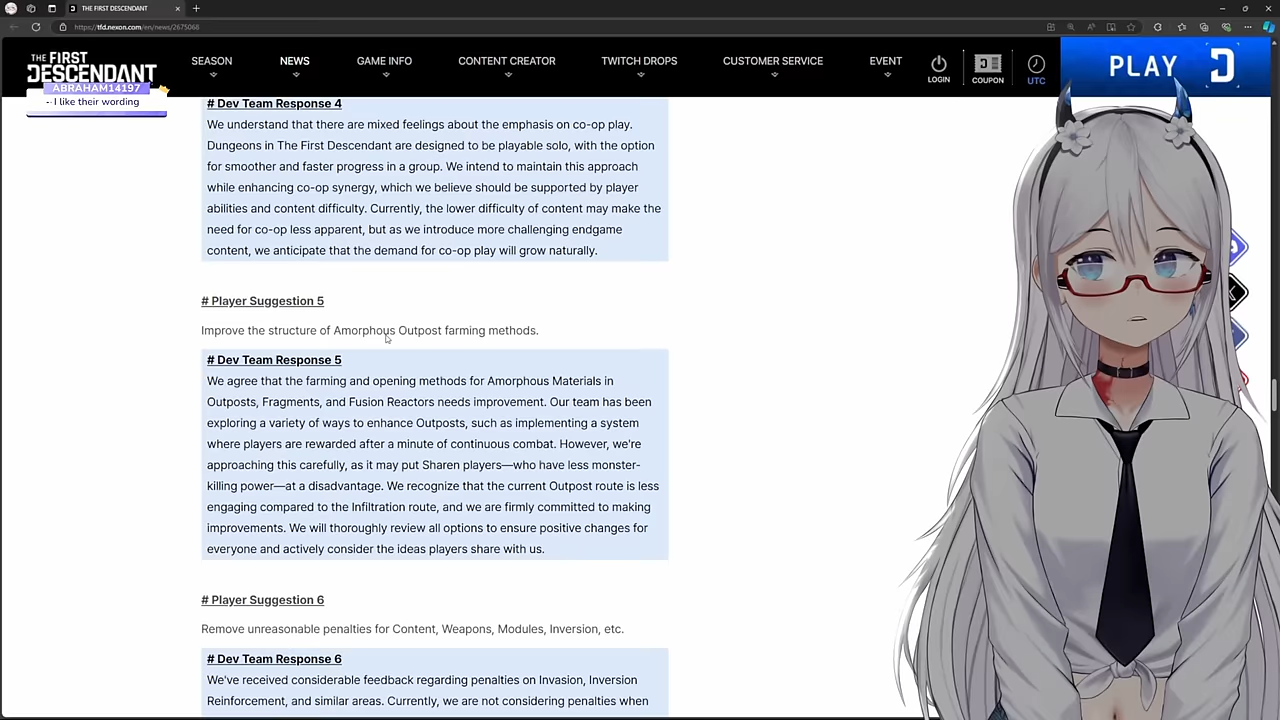 THE FIRST DESCENDANT
https://tfd.nexon.com/en/news/2675068
THE FIRST
DESCENDANT
SEASON
NEWS
GAME INFO
CONTENT CREATOR
TWITCH DROPS
CUSTOMER SERVICE
EVENT
LOGIN
COUPON
UTC
PLAY
ABRAHAM14197
I like their wording
# Dev Team Response 4
We understand that there are mixed feelings about the emphasis on co-op play.
Dungeons in The First Descendant are designed to be playable solo, with the option
for smoother and faster progress in a group. We intend to maintain this approach
while enhancing co-op synergy, which we believe should be supported by player
abilities and content difficulty. Currently, the lower difficulty of content may make the
need for co-op less apparent, but as we introduce more challenging endgame
content, we anticipate that the demand for co-op play will grow naturally.
# Player Suggestion 5
Improve the structure of Amorphous Outpost farming methods.
# Dev Team Response 5
We agree that the farming and opening methods for Amorphous Materials in
Outposts, Fragments, and Fusion Reactors needs improvement. Our team has been
exploring a variety of ways to enhance Outposts, such as implementing a system
where players are rewarded after a minute of continuous combat. However, we're
approaching this carefully, as it may put Sharen players—who have less monster-
killing power—at a disadvantage. We recognize that the current Outpost route is less
engaging compared to the Infiltration route, and we are firmly committed to making
improvements. We will thoroughly review all options to ensure positive changes for
everyone and actively consider the ideas players share with us.
# Player Suggestion 6
Remove unreasonable penalties for Content, Weapons, Modules, Inversion, etc.
# Dev Team Response 6
We've received considerable feedback regarding penalties on Invasion, Inversion
Reinforcement, and similar areas. Currently, we are not considering penalties when